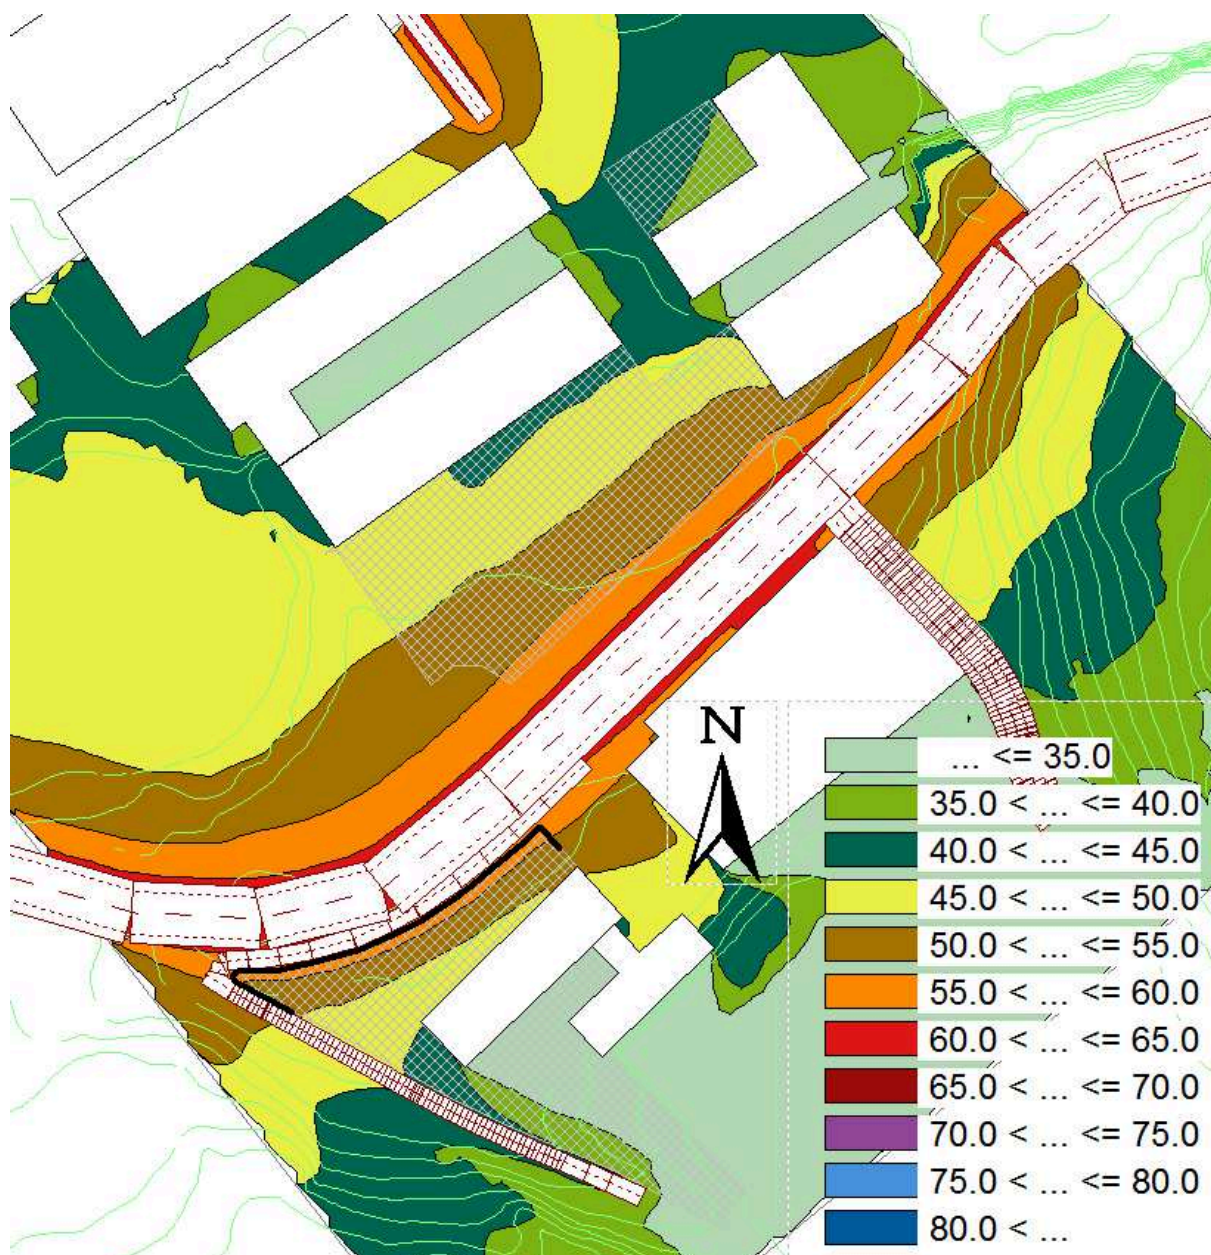 N
... <= 35.0
35.0 < ... <= 40.0
40.0 < ... <= 45.0
45.0 < ... <= 50.0
50.0 < ... <= 55.0
55.0 < ... <= 60.0
60.0 < ... <= 65.0
65.0 < ... <= 70.0
70.0 < ... <= 75.0
75.0 < ... <= 80.0
80.0 < ...